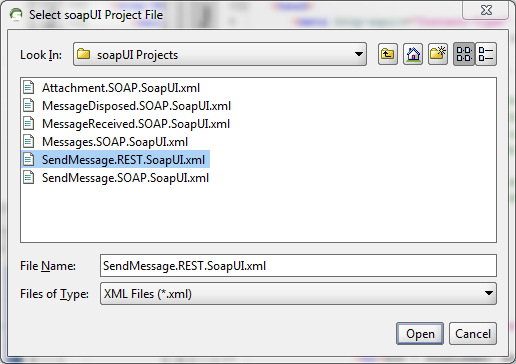 Select soapUI Project File
Look In: soapUI Projects
Attachment.SOAP.SoapUI.xml
MessageDisposed.SOAP.SoapUI.xml
MessageReceived.SOAP.SoapUI.xml
Messages.SOAP.SoapUI.xml
SendMessage.REST.SoapUI.xml
SendMessage.SOAP.SoapUI.xml
File Name: SendMessage.REST.SoapUI.xml
Files of Type: XML Files (*.xml)
Open Cancel